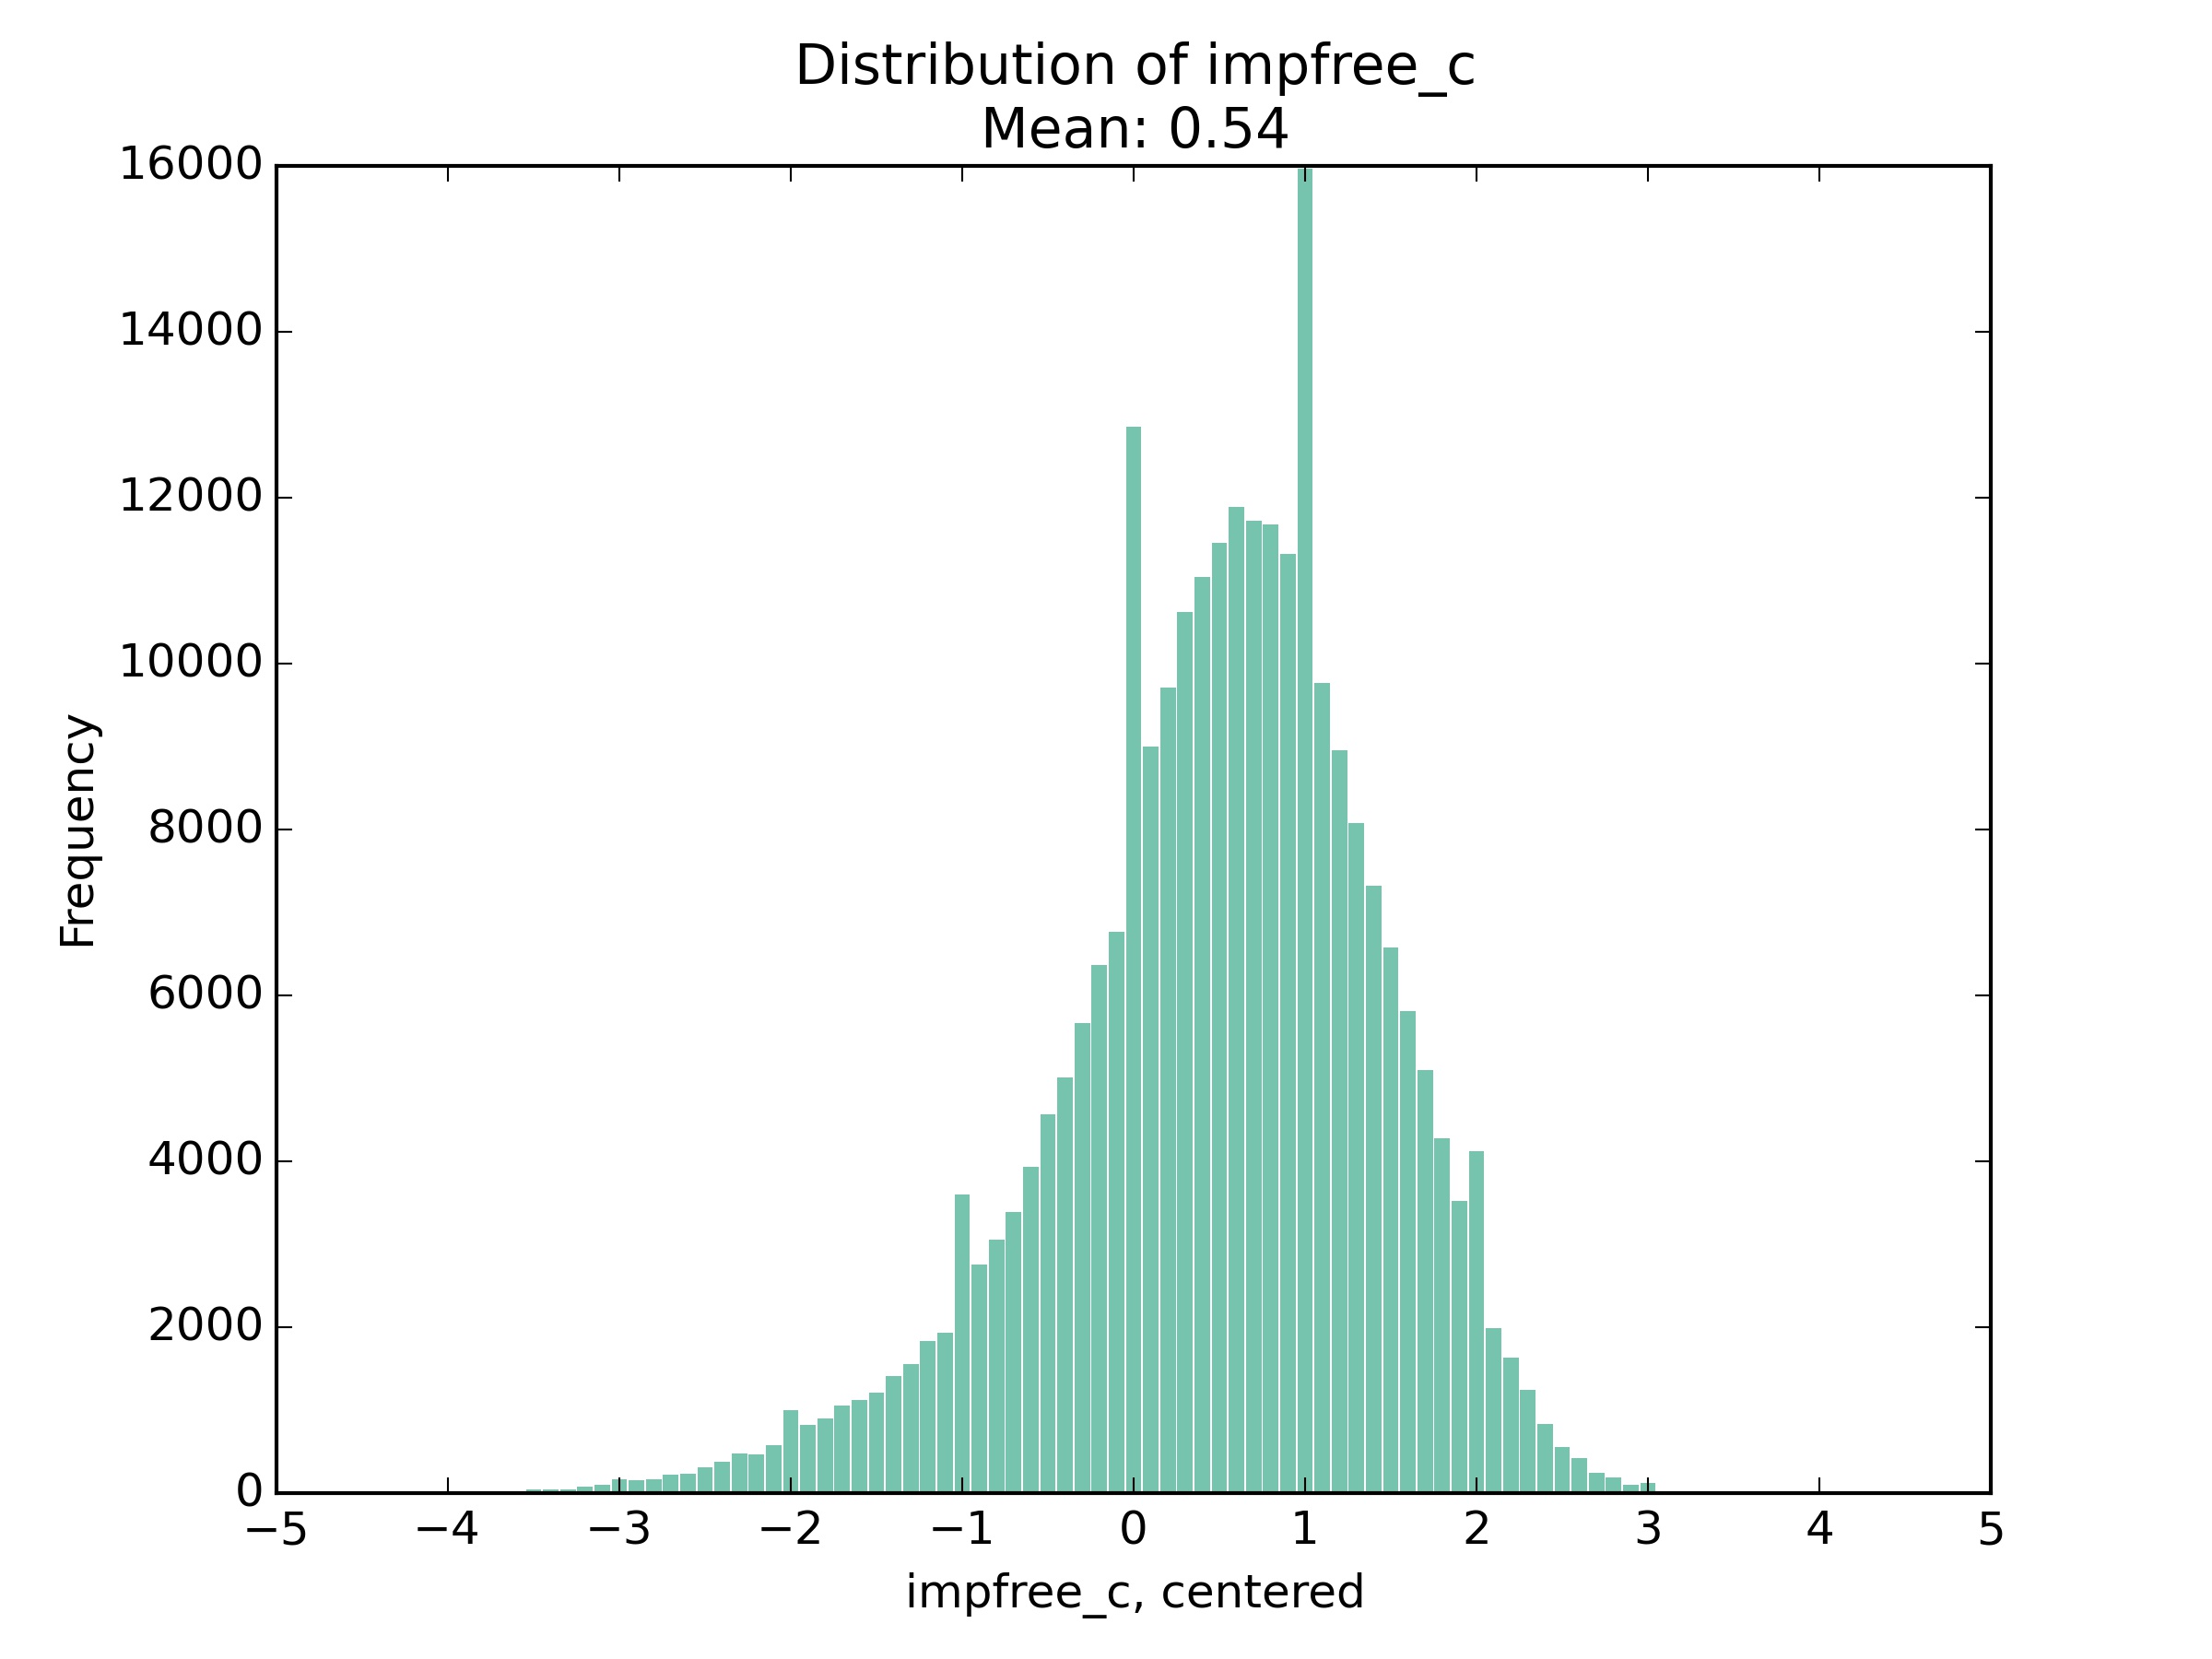 Distribution of impfree_c
Mean: 0.54
16000
14000
12000
10000
8000
6000
4000
2000
0
Frequency
−5 −4 −3 −2 −1 0 1 2 3 4 5
impfree_c, centered